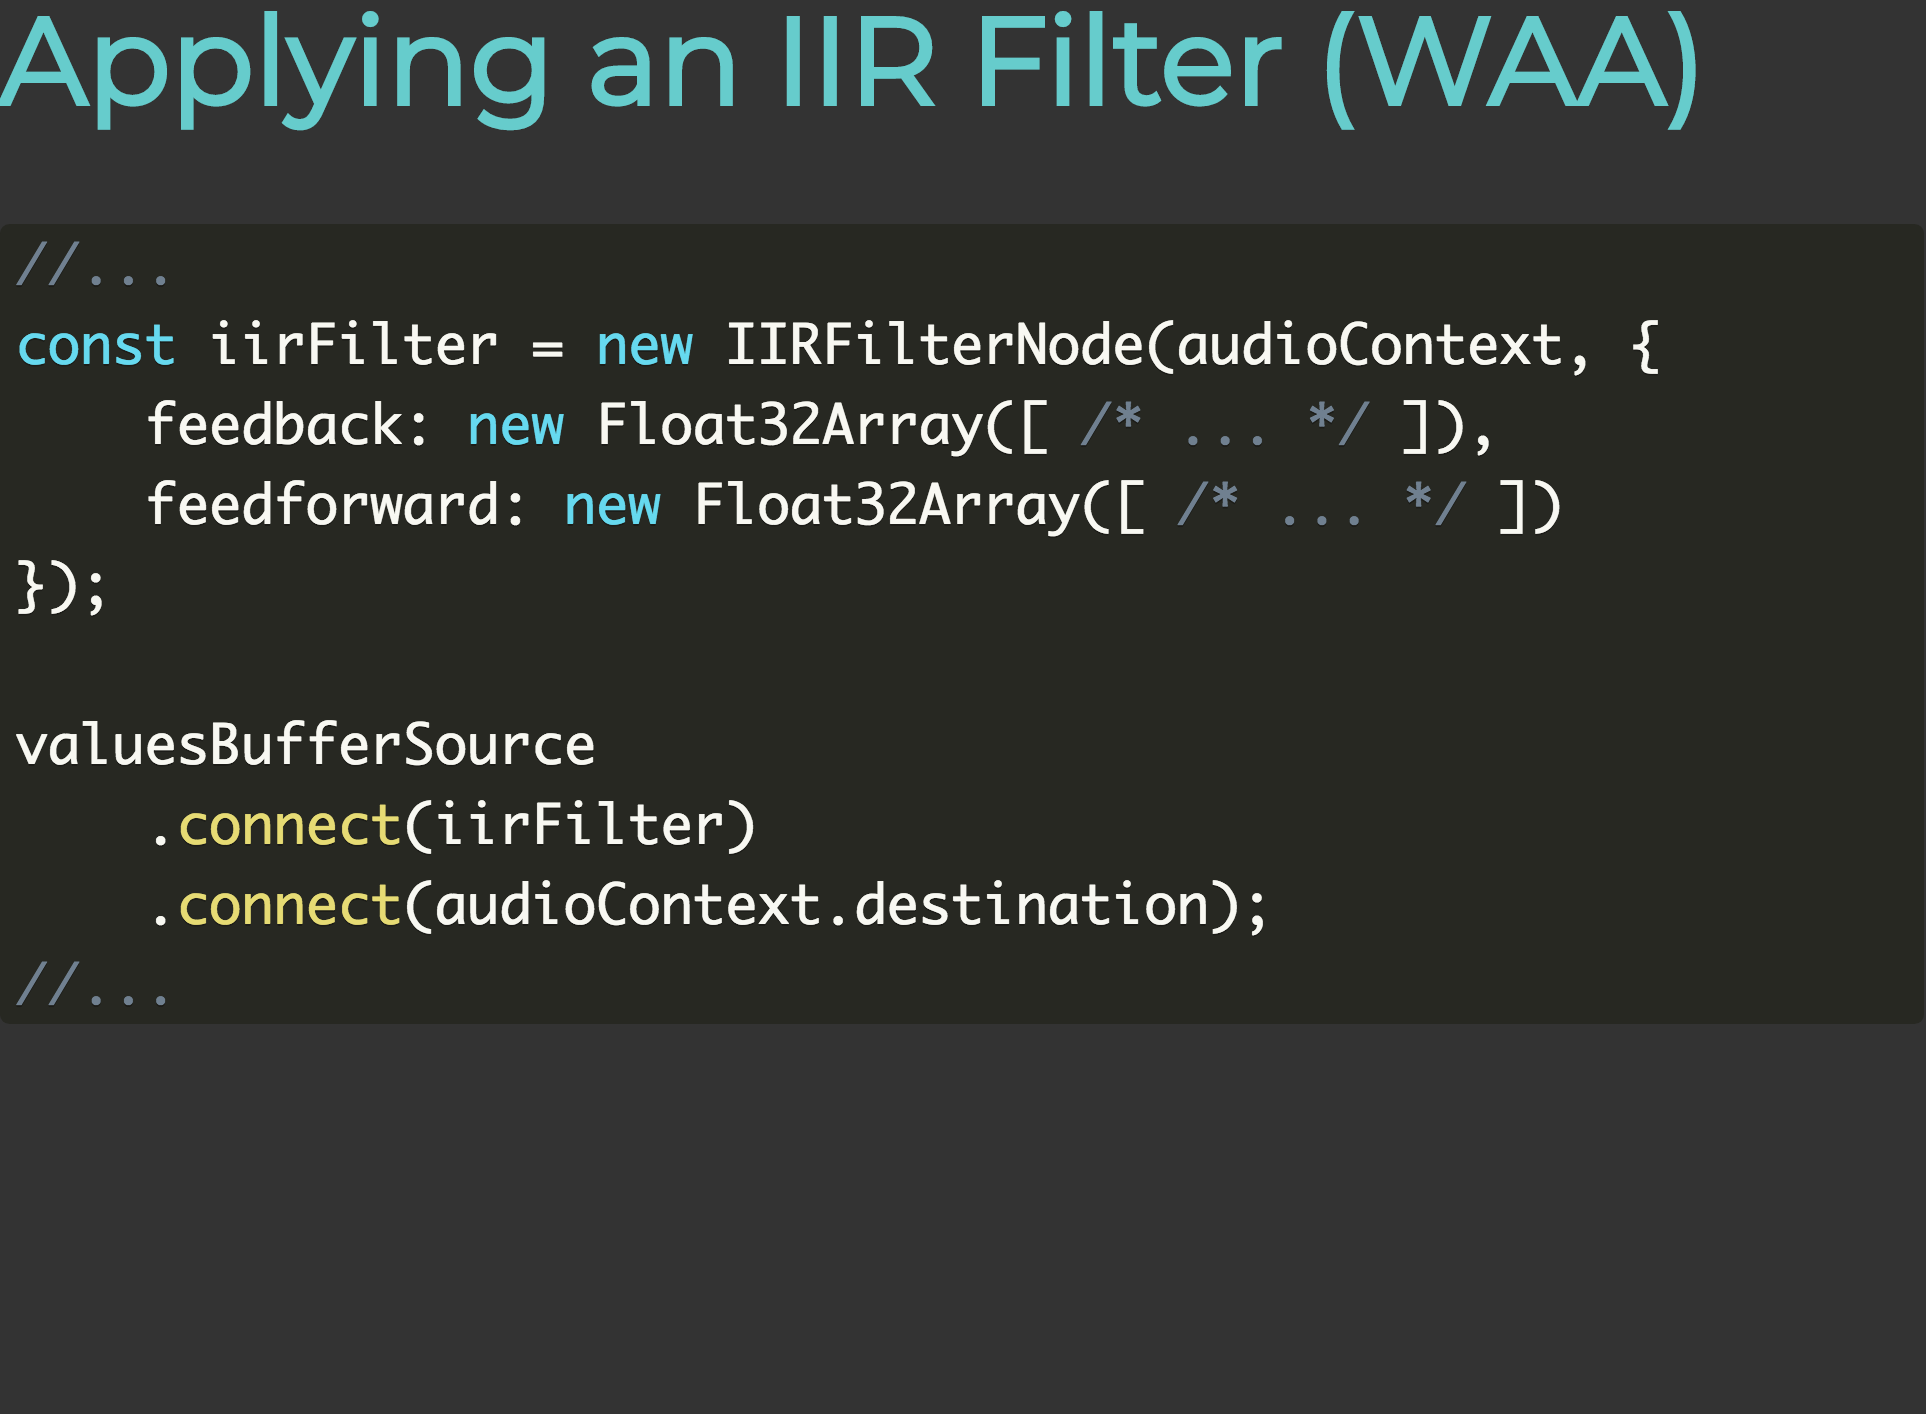 Applying an IIR Filter (WAA)
//...
const iirFilter = new IIRFilterNode(audioContext, {
    feedback: new Float32Array([ /* ... */ ]),
    feedforward: new Float32Array([ /* ... */ ])
});

valuesBufferSource
    .connect(iirFilter)
    .connect(audioContext.destination);
//...